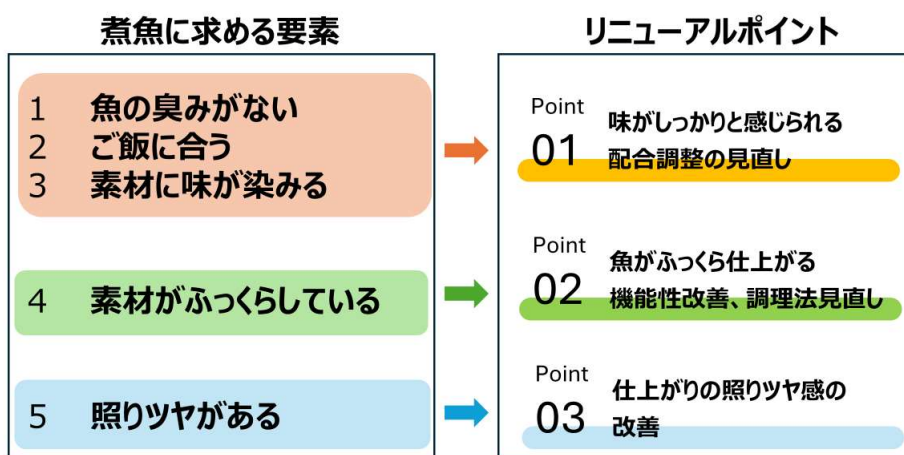 煮魚に求める要素
1 魚の臭みがない
2 ご飯に合う
3 素材に味が染みる
4 素材がふっくらしている
5 照りツヤがある
リニューアルポイント
Point
01
味がしっかりと感じられる
配合調整の見直し
Point
02
魚がふっくら仕上がる
機能性改善、調理法見直し
Point
03
仕上がりの照りツヤ感の
改善